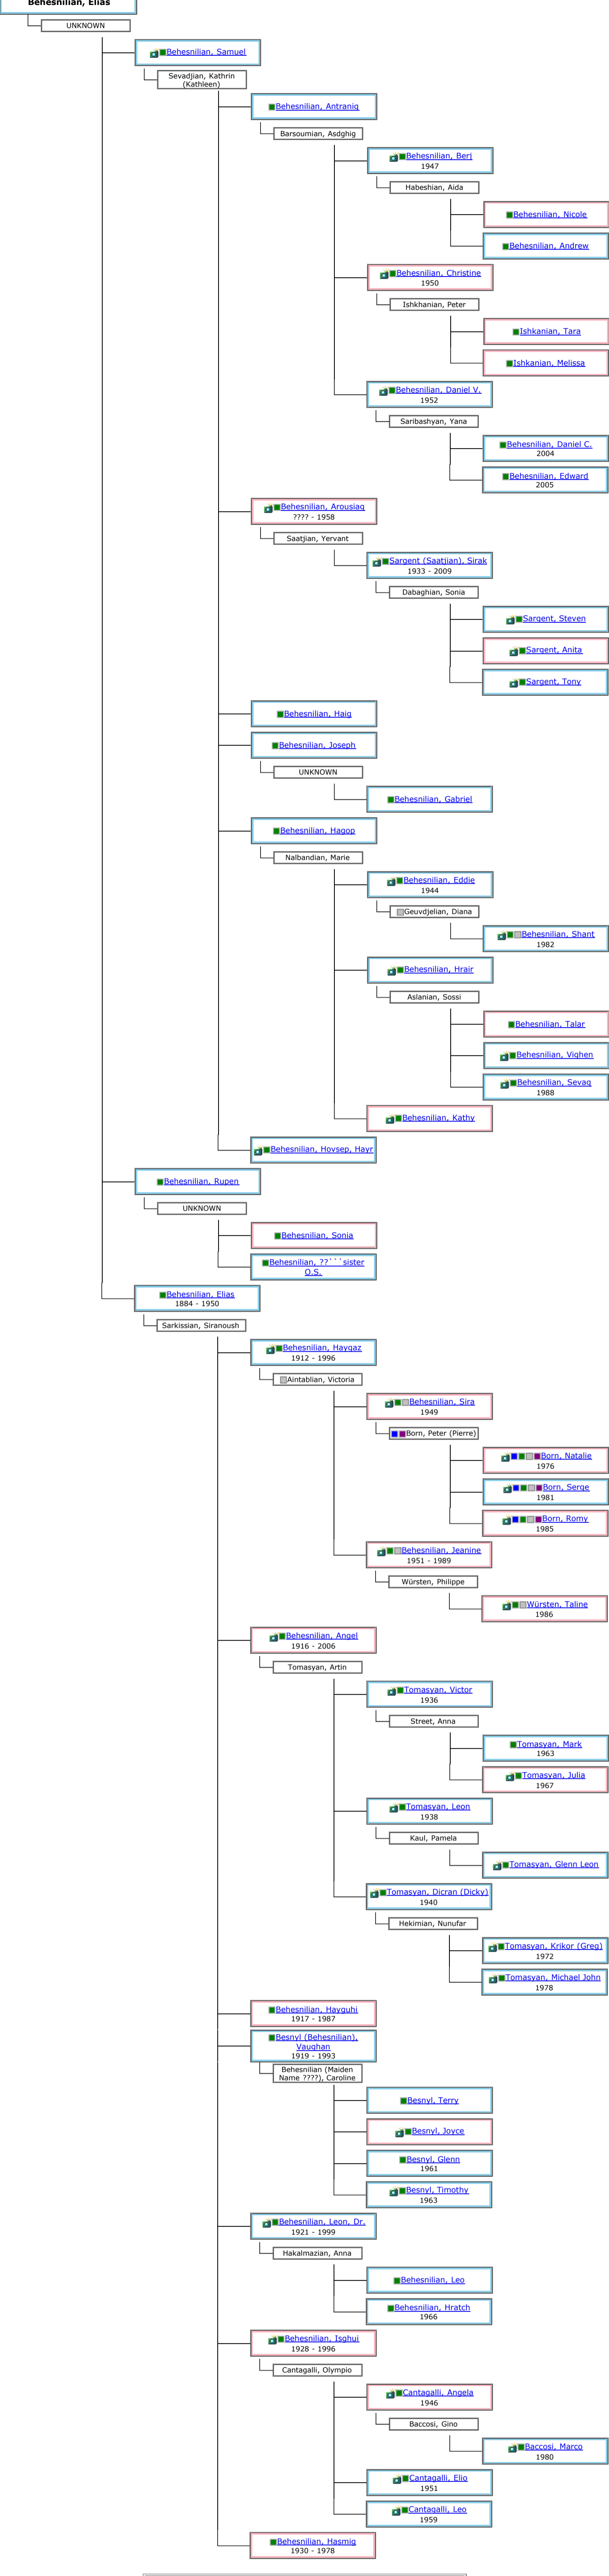 Behesnilian, Elias
UNKNOWN
Behesnilian, Samuel
Sevadjian, Kathrin
(Kathleen)
Behesnilian, Antranig
Barsoumian, Asdghig
Behesnilian, Berj
1947
Habeshian, Aida
Behesnilian, Nicole
Behesnilian, Andrew
Behesnilian, Christine
1950
Ishkhanian, Peter
Ishkanian, Tara
Ishkanian, Melissa
Behesnilian, Daniel V.
1952
Saribashyan, Yana
Behesnilian, Daniel C.
2004
Behesnilian, Edward
2005
Behesnilian, Arousiag
???? - 1958
Saatjian, Yervant
Sargent (Saatjian), Sirak
1933 - 2009
Dabaghian, Sonia
Sargent, Steven
Sargent, Anita
Sargent, Tony
Behesnilian, Haig
Behesnilian, Joseph
UNKNOWN
Behesnilian, Gabriel
Behesnilian, Hagop
Nalbandian, Marie
Behesnilian, Eddie
1944
Geuvdjelian, Diana
Behesnilian, Shant
1982
Behesnilian, Hrair
Aslanian, Sossi
Behesnilian, Talar
Behesnilian, Vighen
Behesnilian, Sevag
1988
Behesnilian, Kathy
Behesnilian, Hovsep, Hayr
Behesnilian, Rupen
UNKNOWN
Behesnilian, Sonia
Behesnilian, ??```sister
O.S.
Behesnilian, Elias
1884 - 1950
Sarkissian, Siranoush
Behesnilian, Haygaz
1912 - 1996
Aintablian, Victoria
Behesnilian, Sira
1949
Born, Peter (Pierre)
Born, Natalie
1976
Born, Serge
1981
Born, Romy
1985
Behesnilian, Jeanine
1951 - 1989
Würsten, Philippe
Würsten, Taline
1986
Behesnilian, Angel
1916 - 2006
Tomasyan, Artin
Tomasyan, Victor
1936
Street, Anna
Tomasyan, Mark
1963
Tomasyan, Julia
1967
Tomasyan, Leon
1938
Kaul, Pamela
Tomasyan, Glenn Leon
Tomasyan, Dicran (Dicky)
1940
Hekimian, Nunufar
Tomasyan, Krikor (Greg)
1972
Tomasyan, Michael John
1978
Behesnilian, Hayguhi
1917 - 1987
Besnyl (Behesnilian),
Vaughan
1919 - 1993
Behesnilian (Maiden
Name ????), Caroline
Besnyl, Terry
Besnyl, Joyce
Besnyl, Glenn
1961
Besnyl, Timothy
1963
Behesnilian, Leon, Dr.
1921 - 1999
Hakalmazian, Anna
Behesnilian, Leo
Behesnilian, Hratch
1966
Behesnilian, Isghui
1928 - 1996
Cantagalli, Olympio
Cantagalli, Angela
1946
Baccosi, Gino
Baccosi, Marco
1980
Cantagalli, Elio
1951
Cantagalli, Leo
1959
Behesnilian, Hasmig
1930 - 1978